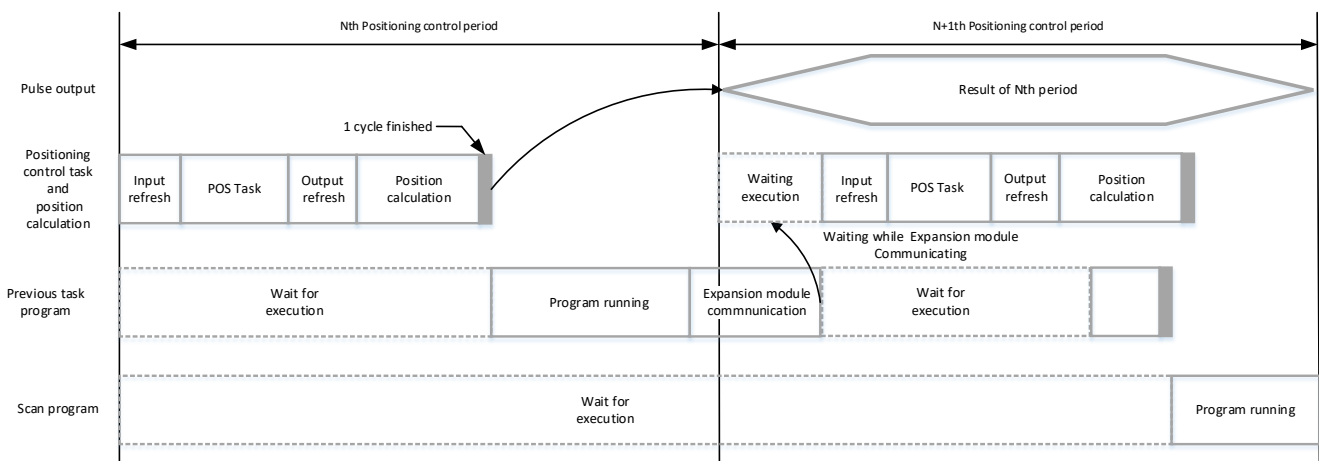 Nth Positioning control period
N+1th Positioning control period
Pulse output
Result of Nth period
1 cycle finished
Positioning
control task
and
position
calculation
Input
refresh
POS Task
Output
refresh
Position
calculation
Waiting
execution
Input
refresh
POS Task
Output
refresh
Position
calculation
Waiting while Expansion module
Communicating
Previous task
program
Wait for
execution
Program running
Expansion module
commnunication
Wait for
execution
Scan program
Wait for
execution
Program running